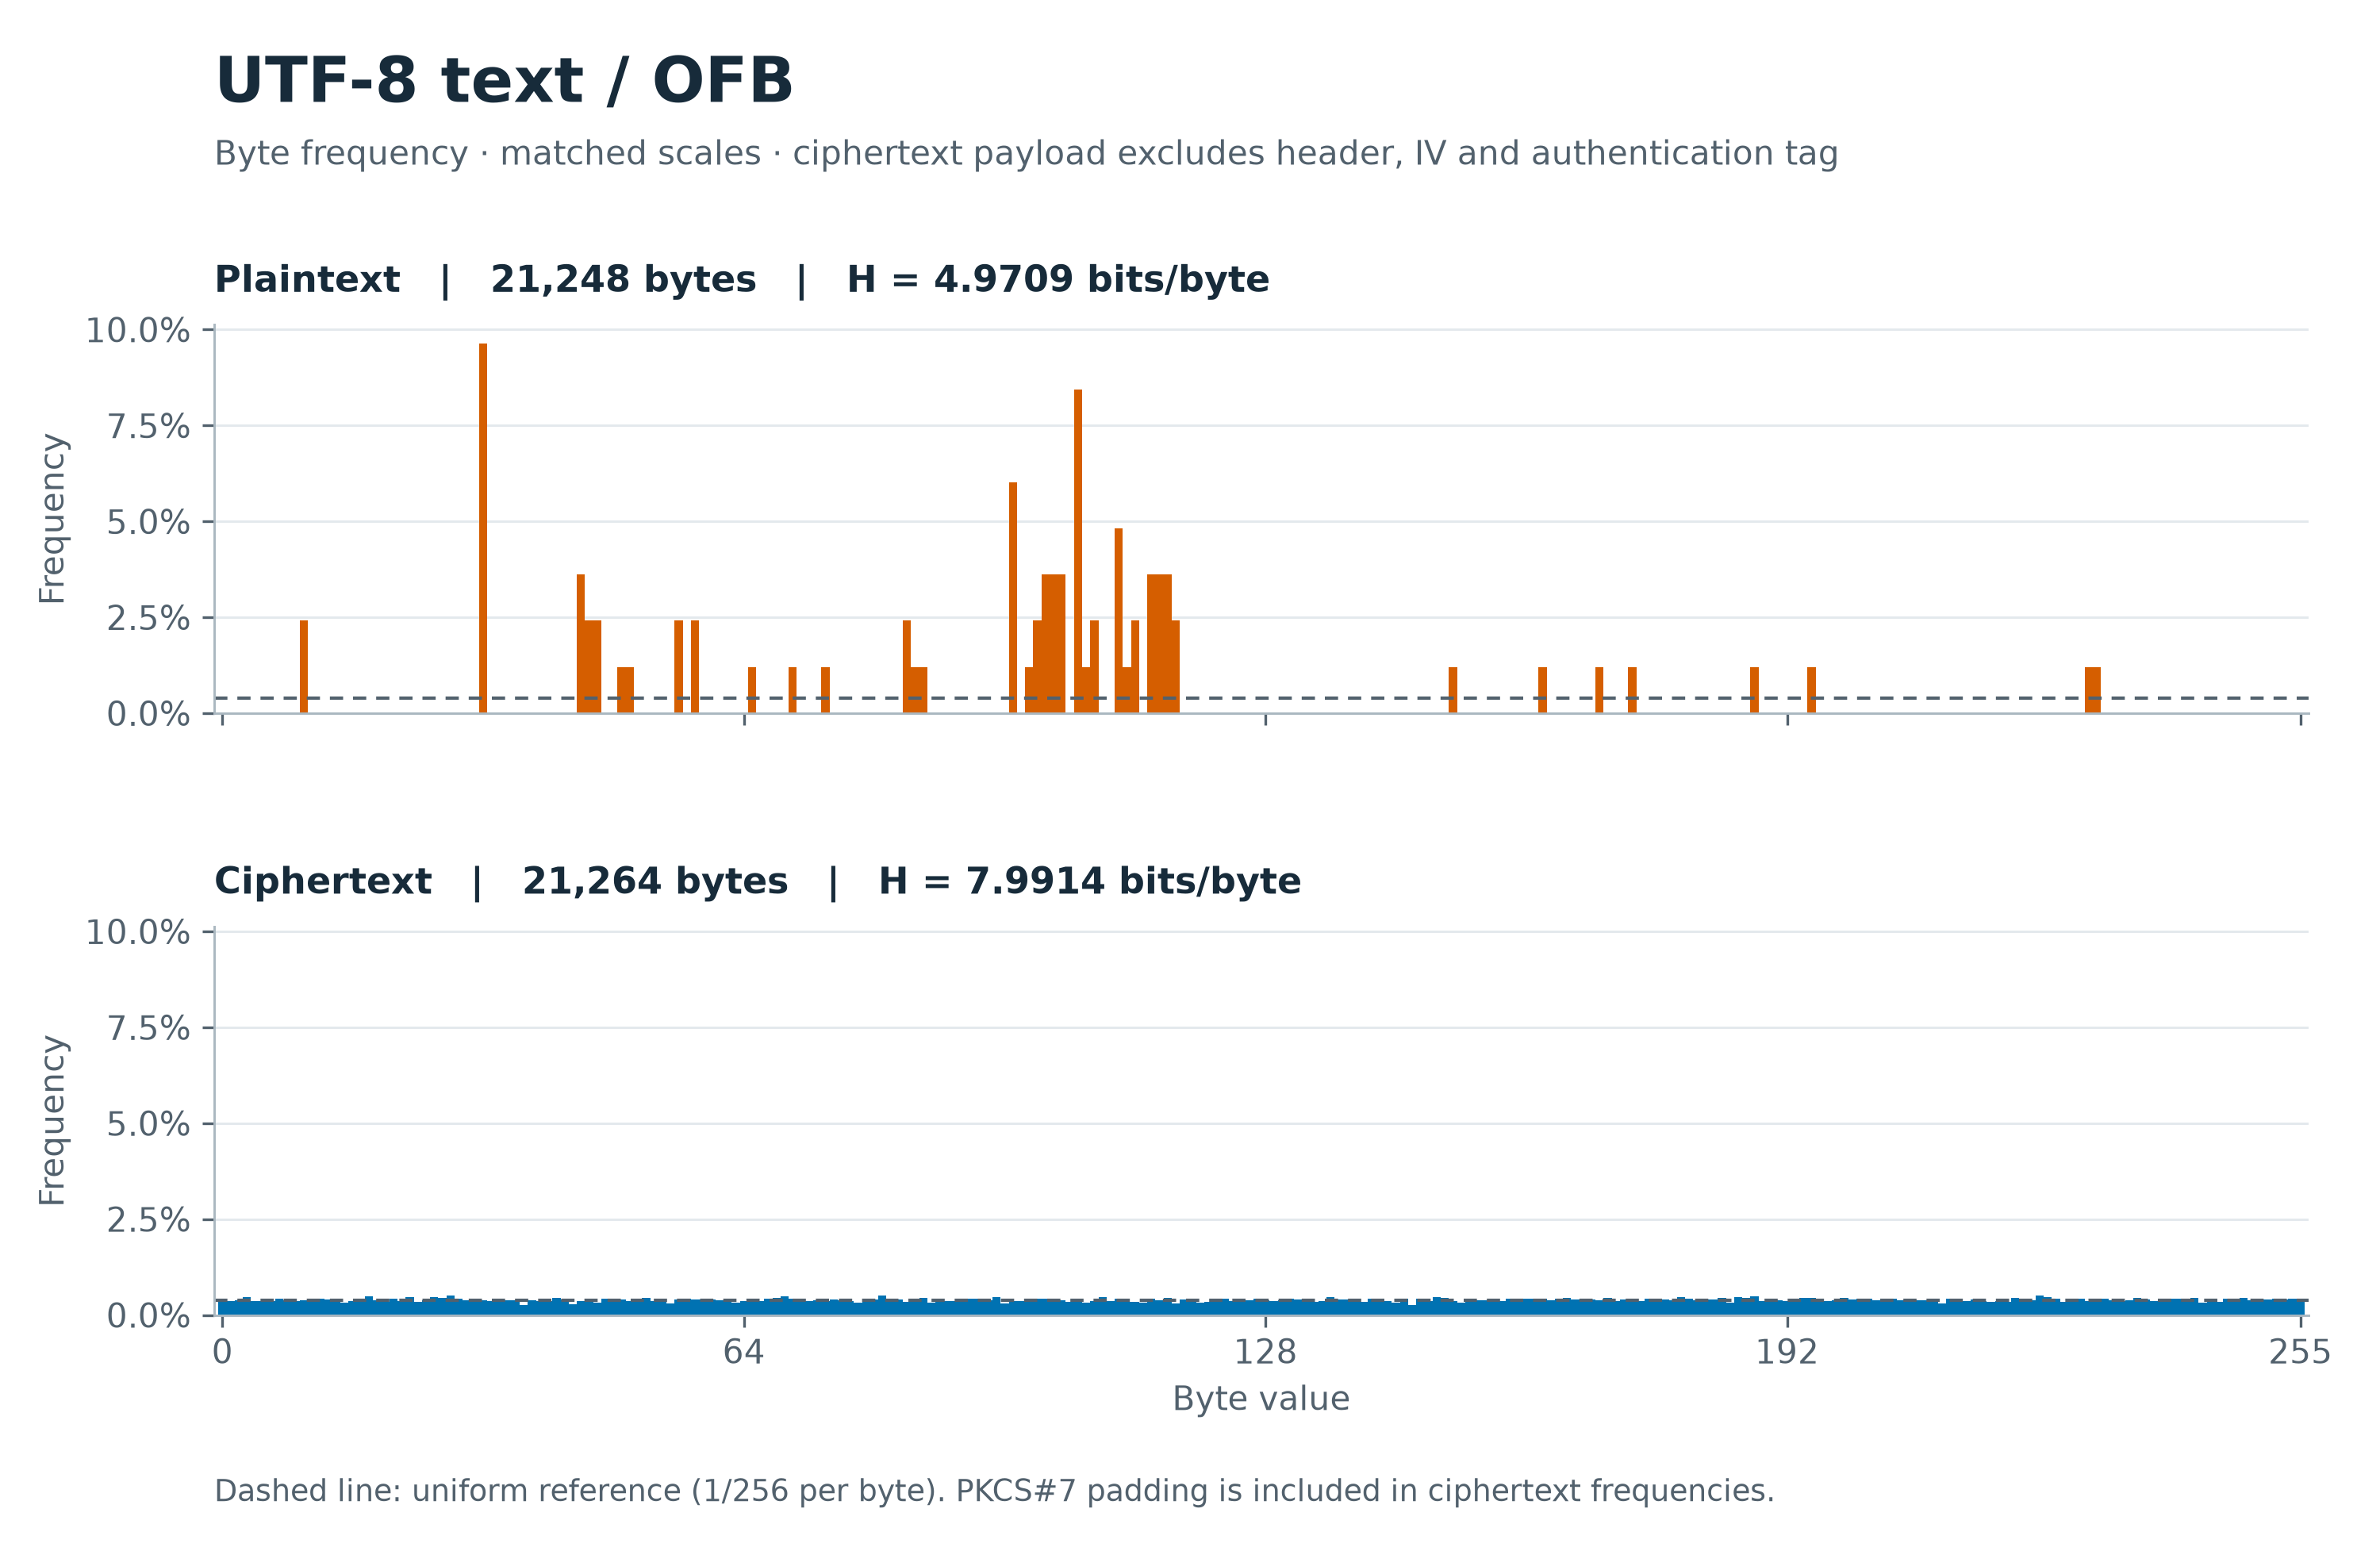 UTF-8 text / OFB
Byte frequency · matched scales · ciphertext payload excludes header, IV and authentication tag
Plaintext | 21,248 bytes | H = 4.9709 bits/byte
10.0%
7.5%
5.0%
2.5%
0.0%
Frequency
Ciphertext | 21,264 bytes | H = 7.9914 bits/byte
10.0%
7.5%
5.0%
2.5%
0.0%
Frequency
0 64 128 192 255
Byte value
Dashed line: uniform reference (1/256 per byte). PKCS#7 padding is included in ciphertext frequencies.